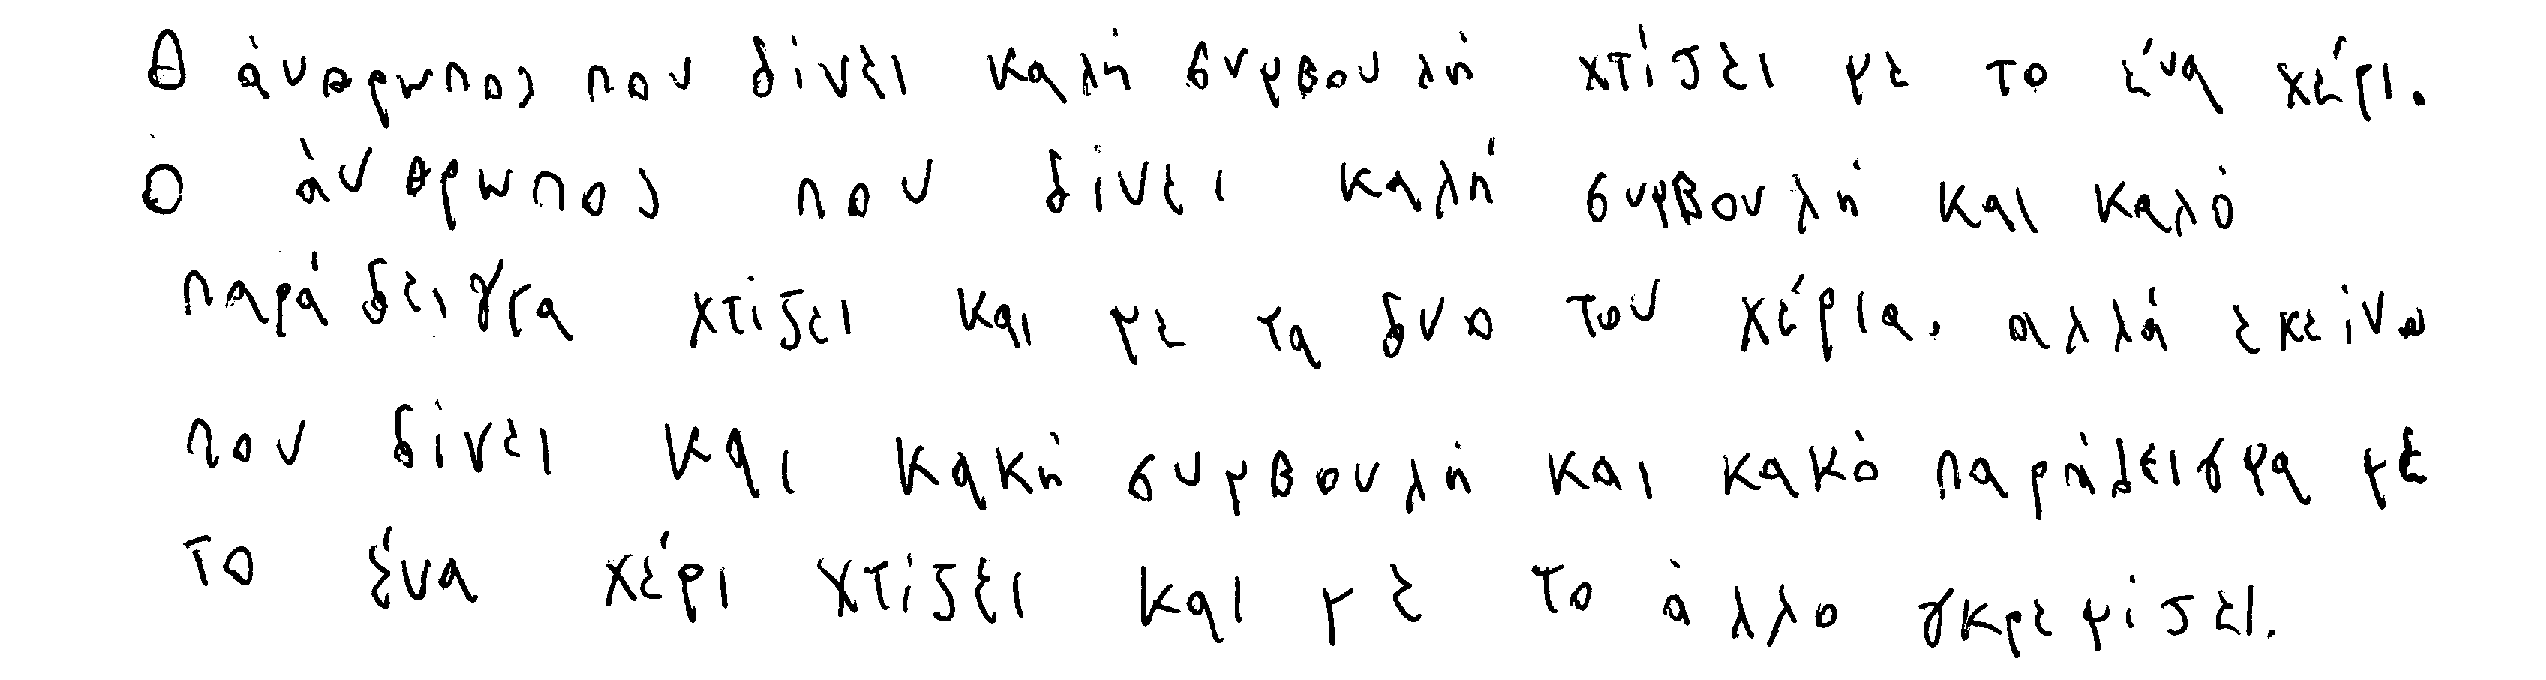 Ο άνθρωπος που δίνει καλή συμβουλή χτίζει με το ένα χέρι.
Ο άνθρωπος που δίνει καλή συμβουλή και καλό
παράδειγμα χτίζει και με τα δυο του χέρια. αλλά εκείνο
που δίνει και κακή συμβουλή και κακό παράδειγμα με
το ένα χέρι χτίζει και με το άλλο γκρεμίζει.